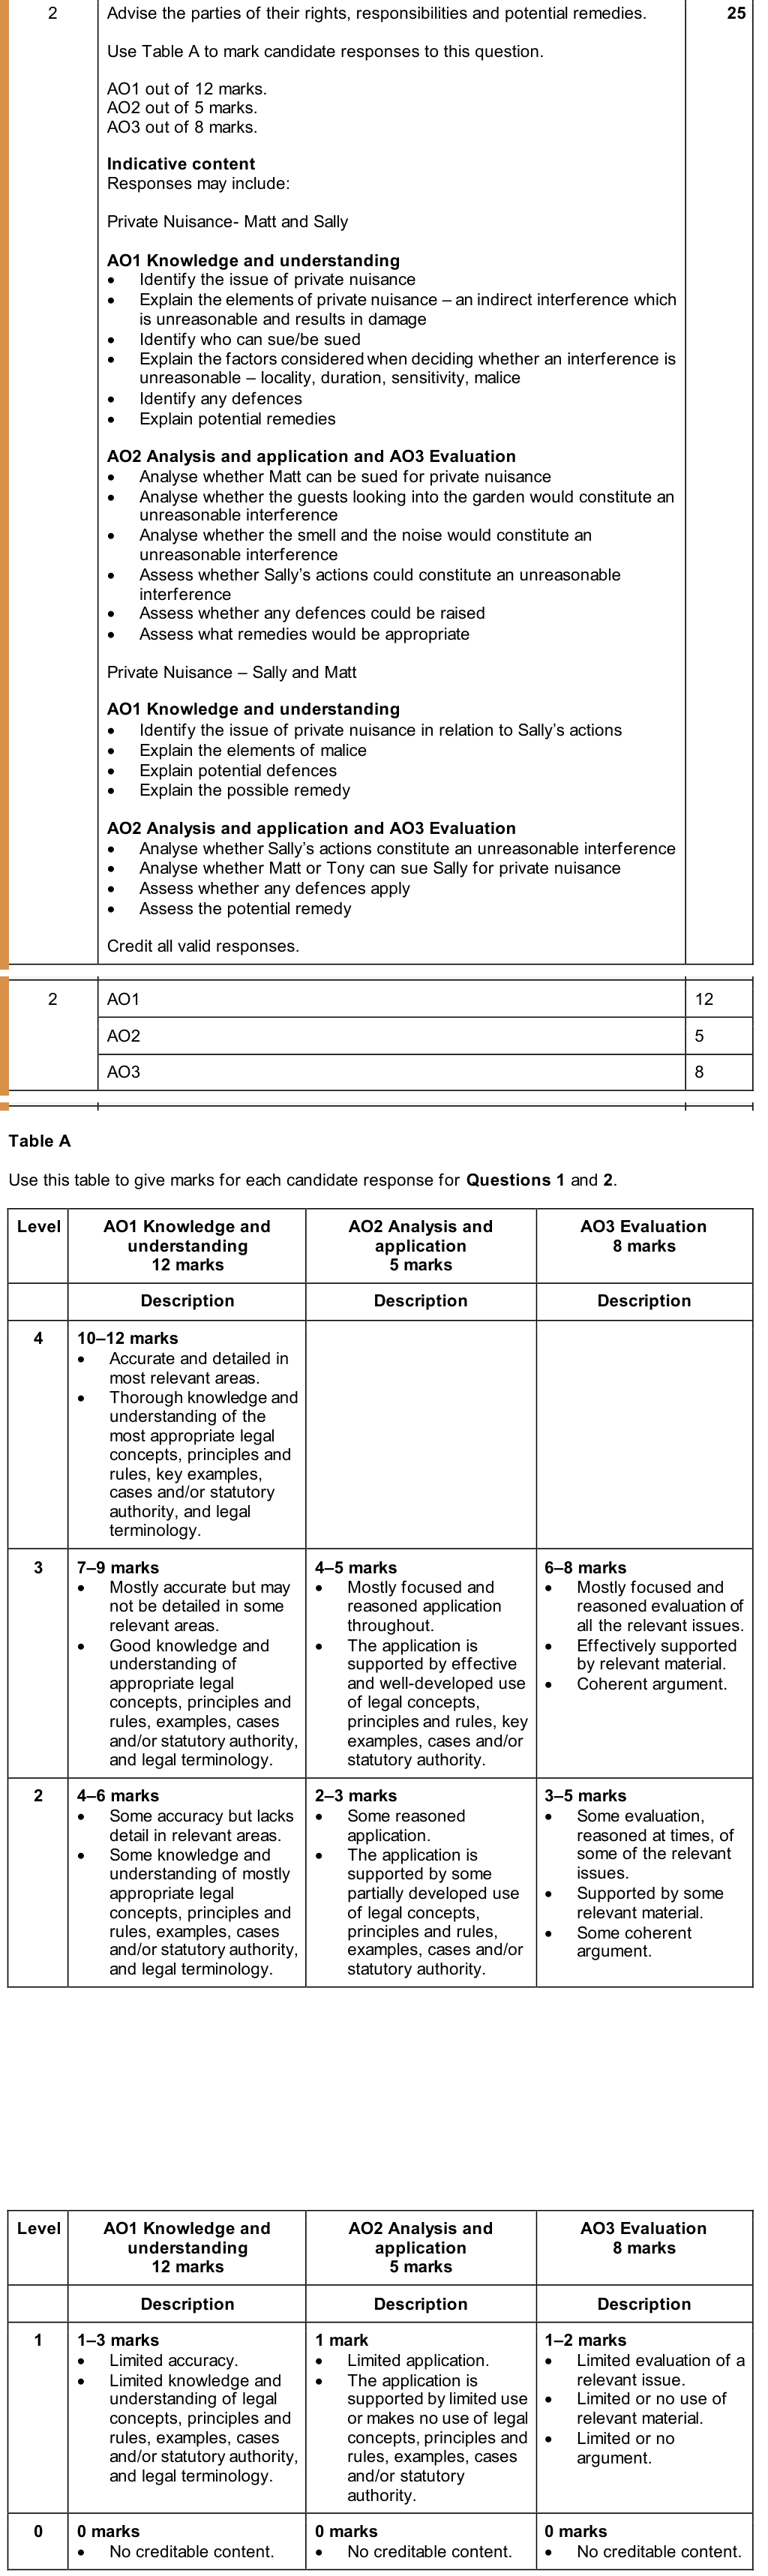 2 Advise the parties of their rights, responsibilities and potential remedies. 25
Use Table A to mark candidate responses to this question.
AO1 out of 12 marks.
AO2 out of 5 marks.
AO3 out of 8 marks.
Indicative content
Responses may include:
Private Nuisance- Matt and Sally
AO1 Knowledge and understanding
• Identify the issue of private nuisance
• Explain the elements of private nuisance – an indirect interference which
is unreasonable and results in damage
• Identify who can sue/be sued
• Explain the factors considered when deciding whether an interference is
unreasonable – locality, duration, sensitivity, malice
• Identify any defences
• Explain potential remedies
AO2 Analysis and application and AO3 Evaluation
• Analyse whether Matt can be sued for private nuisance
• Analyse whether the guests looking into the garden would constitute an
unreasonable interference
• Analyse whether the smell and the noise would constitute an
unreasonable interference
• Assess whether Sally's actions could constitute an unreasonable
interference
• Assess whether any defences could be raised
• Assess what remedies would be appropriate
Private Nuisance – Sally and Matt
AO1 Knowledge and understanding
• Identify the issue of private nuisance in relation to Sally's actions
• Explain the elements of malice
• Explain potential defences
• Explain the possible remedy
AO2 Analysis and application and AO3 Evaluation
• Analyse whether Sally's actions constitute an unreasonable interference
• Analyse whether Matt or Tony can sue Sally for private nuisance
• Assess whether any defences apply
• Assess the potential remedy
Credit all valid responses.
2 AO1 12
AO2 5
AO3 8
Table A
Use this table to give marks for each candidate response for Questions 1 and 2.
Level
AO1 Knowledge and
understanding
12 marks
AO2 Analysis and
application
5 marks
AO3 Evaluation
8 marks
Description
Description
Description
4
10–12 marks
• Accurate and detailed in
most relevant areas.
• Thorough knowledge and
understanding of the
most appropriate legal
concepts, principles and
rules, key examples,
cases and/or statutory
authority, and legal
terminology.
3
7–9 marks
• Mostly accurate but may
not be detailed in some
relevant areas.
• Good knowledge and
understanding of
appropriate legal
concepts, principles and
rules, examples, cases
and/or statutory authority,
and legal terminology.
4–5 marks
• Mostly focused and
reasoned application
throughout.
• The application is
supported by effective
and well-developed use
of legal concepts,
principles and rules, key
examples, cases and/or
statutory authority.
6–8 marks
• Mostly focused and
reasoned evaluation of
all the relevant issues.
• Effectively supported
by relevant material.
• Coherent argument.
2
4–6 marks
• Some accuracy but lacks
detail in relevant areas.
• Some knowledge and
understanding of mostly
appropriate legal
concepts, principles and
rules, examples, cases
and/or statutory authority,
and legal terminology.
2–3 marks
• Some reasoned
application.
• The application is
supported by some
partially developed use
of legal concepts,
principles and rules,
examples, cases and/or
statutory authority.
3–5 marks
• Some evaluation,
reasoned at times, of
some of the relevant
issues.
• Supported by some
relevant material.
• Some coherent
argument.
Level
AO1 Knowledge and
understanding
12 marks
AO2 Analysis and
application
5 marks
AO3 Evaluation
8 marks
Description
Description
Description
1
1–3 marks
• Limited accuracy.
• Limited knowledge and
understanding of legal
concepts, principles and
rules, examples, cases
and/or statutory authority,
and legal terminology.
1 mark
• Limited application.
• The application is
supported by limited use
or makes no use of legal
concepts, principles and
rules, examples, cases
and/or statutory
authority.
1–2 marks
• Limited evaluation of a
relevant issue.
• Limited or no use of
relevant material.
• Limited or no
argument.
0
0 marks
• No creditable content.
0 marks
• No creditable content.
0 marks
• No creditable content.